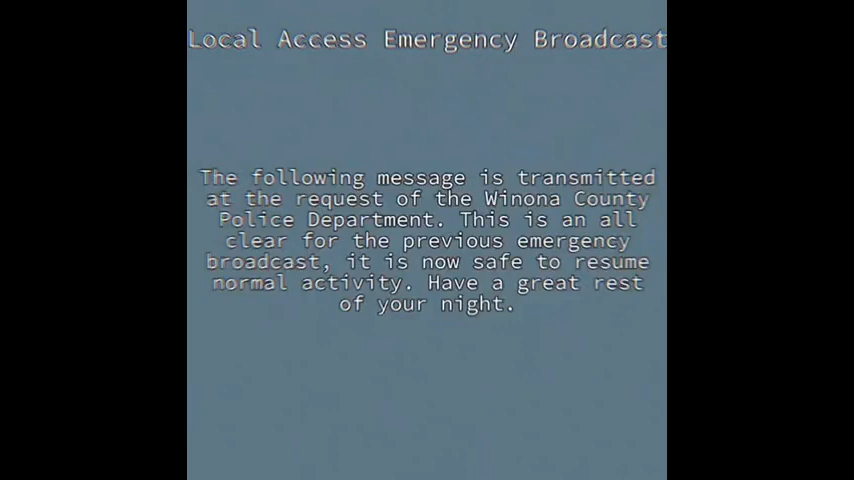 Local Access Emergency Broadcast
The following message is transmitted
at the request of the Winona County
Police Department. This is an all
clear for the previous emergency
broadcast, it is now safe to resume
normal activity. Have a great rest
of your night.